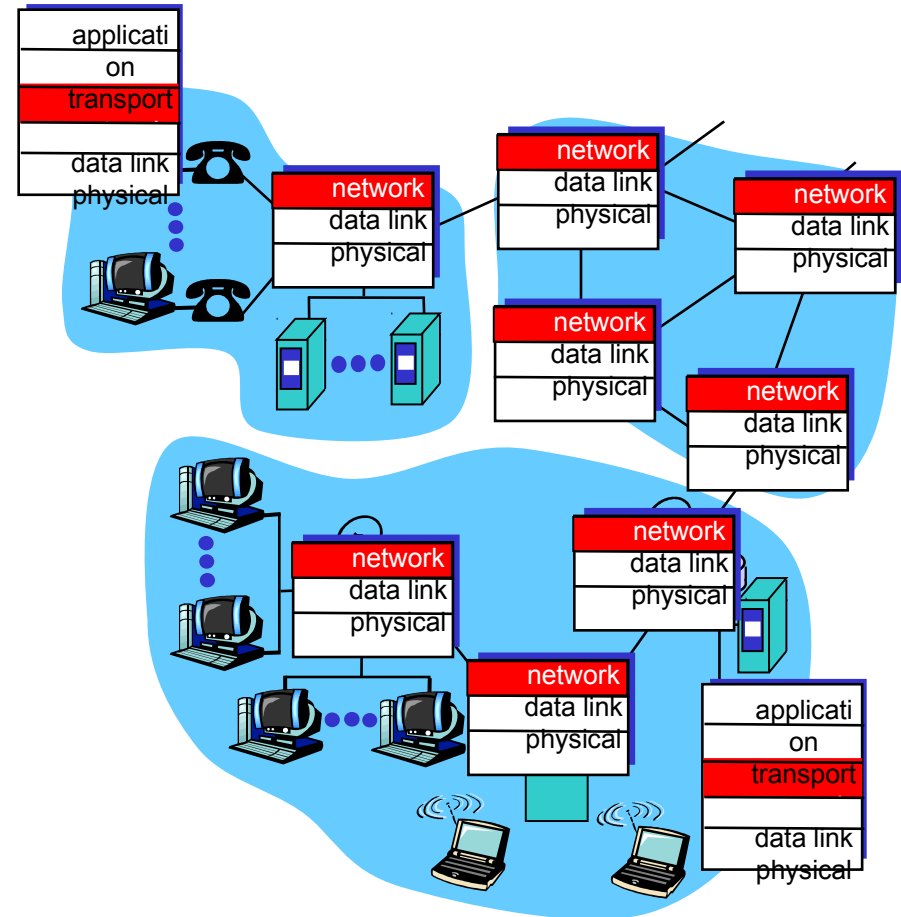 applicati
on
transport
data link
physical
network
data link
physical
network
data link
physical
network
data link
physical
network
data link
physical
network
data link
physical
network
data link
physical
network
data link
physical
network
data link
physical
applicati
on
transport
data link
physical